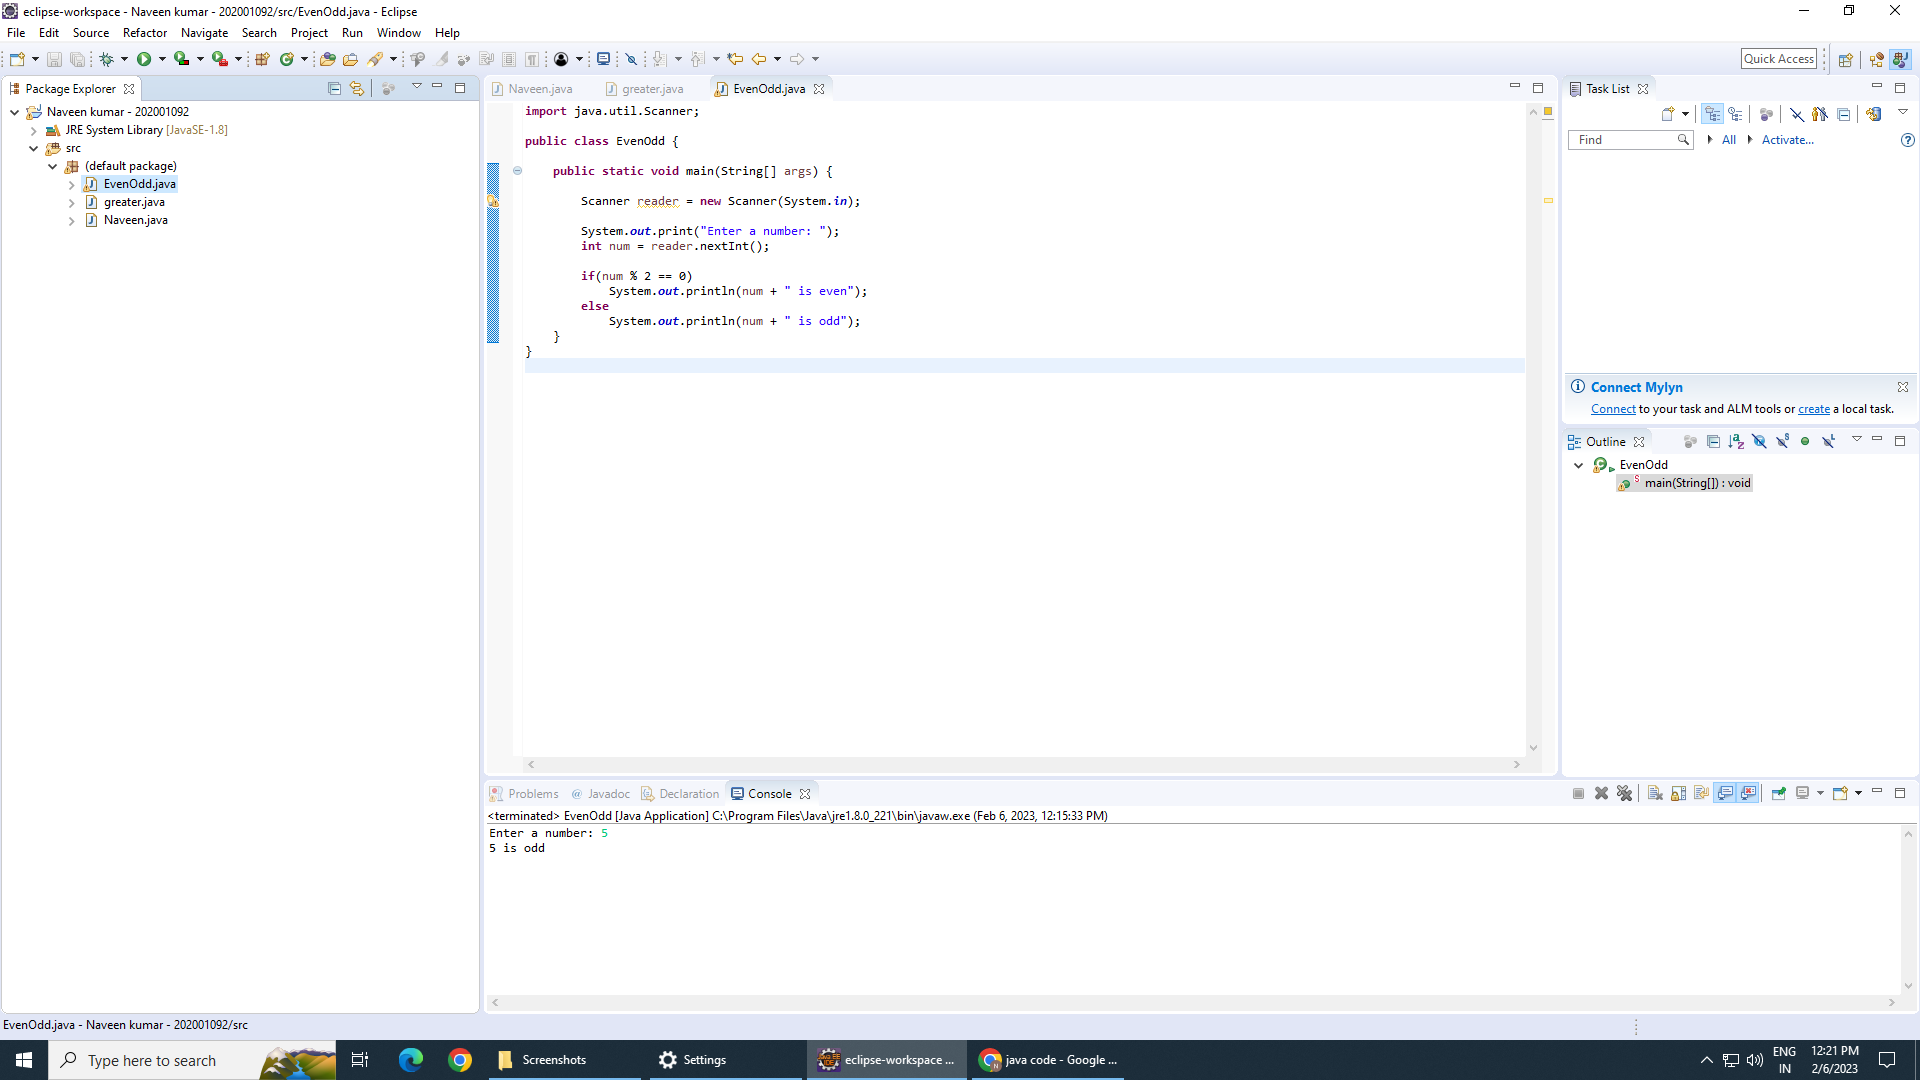 eclipse-workspace - Naveen kumar - 202001092/src/EvenOdd.java - Eclipse
File Edit Source Refactor Navigate Search Project Run Window Help
Quick Access
Package Explorer
Naveen kumar - 202001092
JRE System Library [JavaSE-1.8]
src
(default package)
EvenOdd.java
greater.java
Naveen.java
Naveen.java greater.java EvenOdd.java
import java.util.Scanner;
public class EvenOdd {
public static void main(String[] args) {
Scanner reader = new Scanner(System.in);
System.out.print("Enter a number: ");
int num = reader.nextInt();
if(num % 2 == 0)
System.out.println(num + " is even");
else
System.out.println(num + " is odd");
}
}
Task List
Find All Activate...
Connect Mylyn
Connect to your task and ALM tools or create a local task.
Outline
EvenOdd
main(String[]) : void
Problems Javadoc Declaration Console
<terminated> EvenOdd [Java Application] C:\Program Files\Java\jre1.8.0_221\bin\javaw.exe (Feb 6, 2023, 12:15:33 PM)
Enter a number: 5
5 is odd
EvenOdd.java - Naveen kumar - 202001092/src
Type here to search Screenshots Settings eclipse-workspace ... java code - Google ...
ENG
IN
12:21 PM
2/6/2023